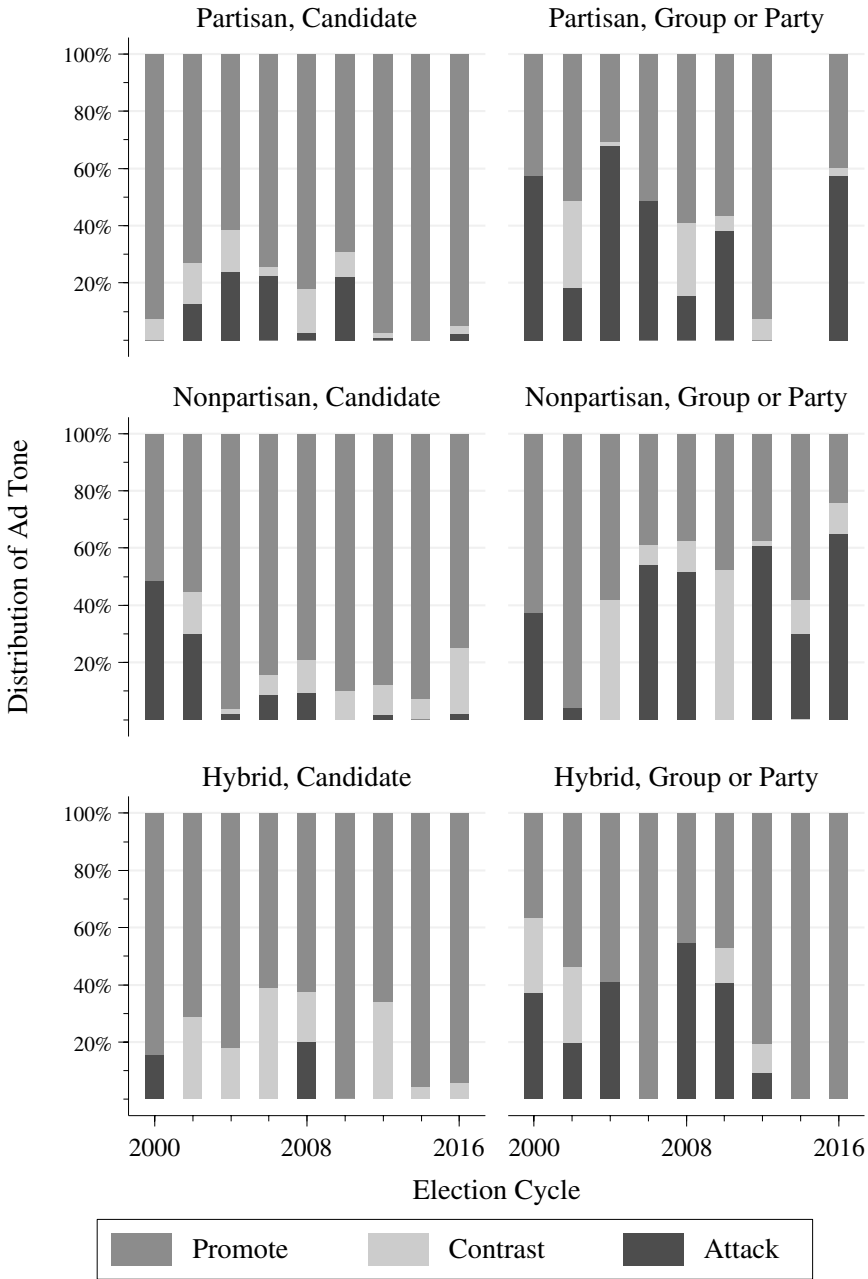 Partisan, Candidate
Partisan, Group or Party
100%
80%
60%
40%
20%
Nonpartisan, Candidate
Nonpartisan, Group or Party
100%
80%
60%
40%
20%
Distribution of Ad Tone
Hybrid, Candidate
Hybrid, Group or Party
100%
80%
60%
40%
20%
2000 2008 2016 2000 2008 2016
Election Cycle
Promote Contrast Attack